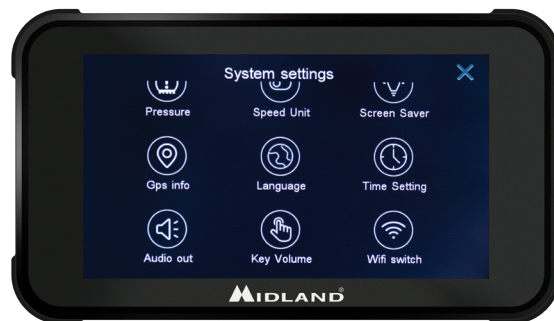 System settings
Pressure Speed Unit Screen Saver
Gps info Language Time Setting
Audio out Key Volume Wifi switch
MIDLAND®